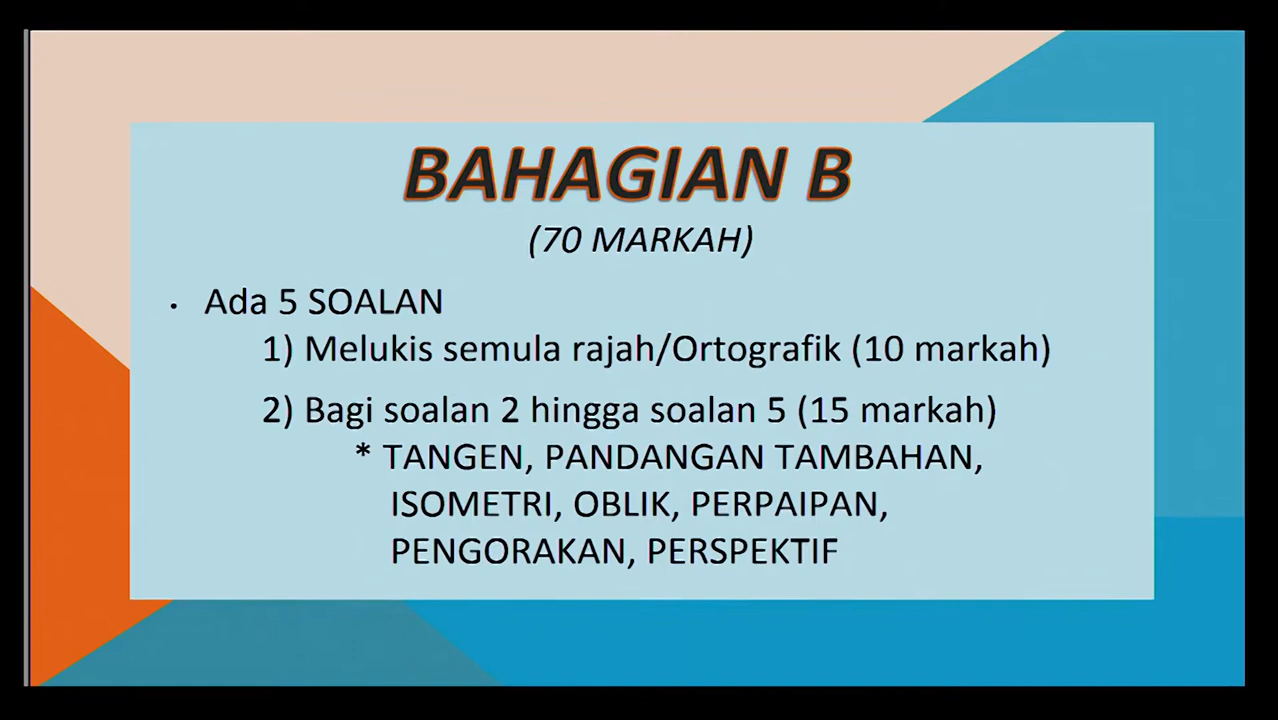 BAHAGIAN B
(70 MARKAH)
• Ada 5 SOALAN
1) Melukis semula rajah/Ortografik (10 markah)
2) Bagi soalan 2 hingga soalan 5 (15 markah)
* TANGEN, PANDANGAN TAMBAHAN,
ISOMETRI, OBLIK, PERPAIPAN,
PENGORAKAN, PERSPEKTIF